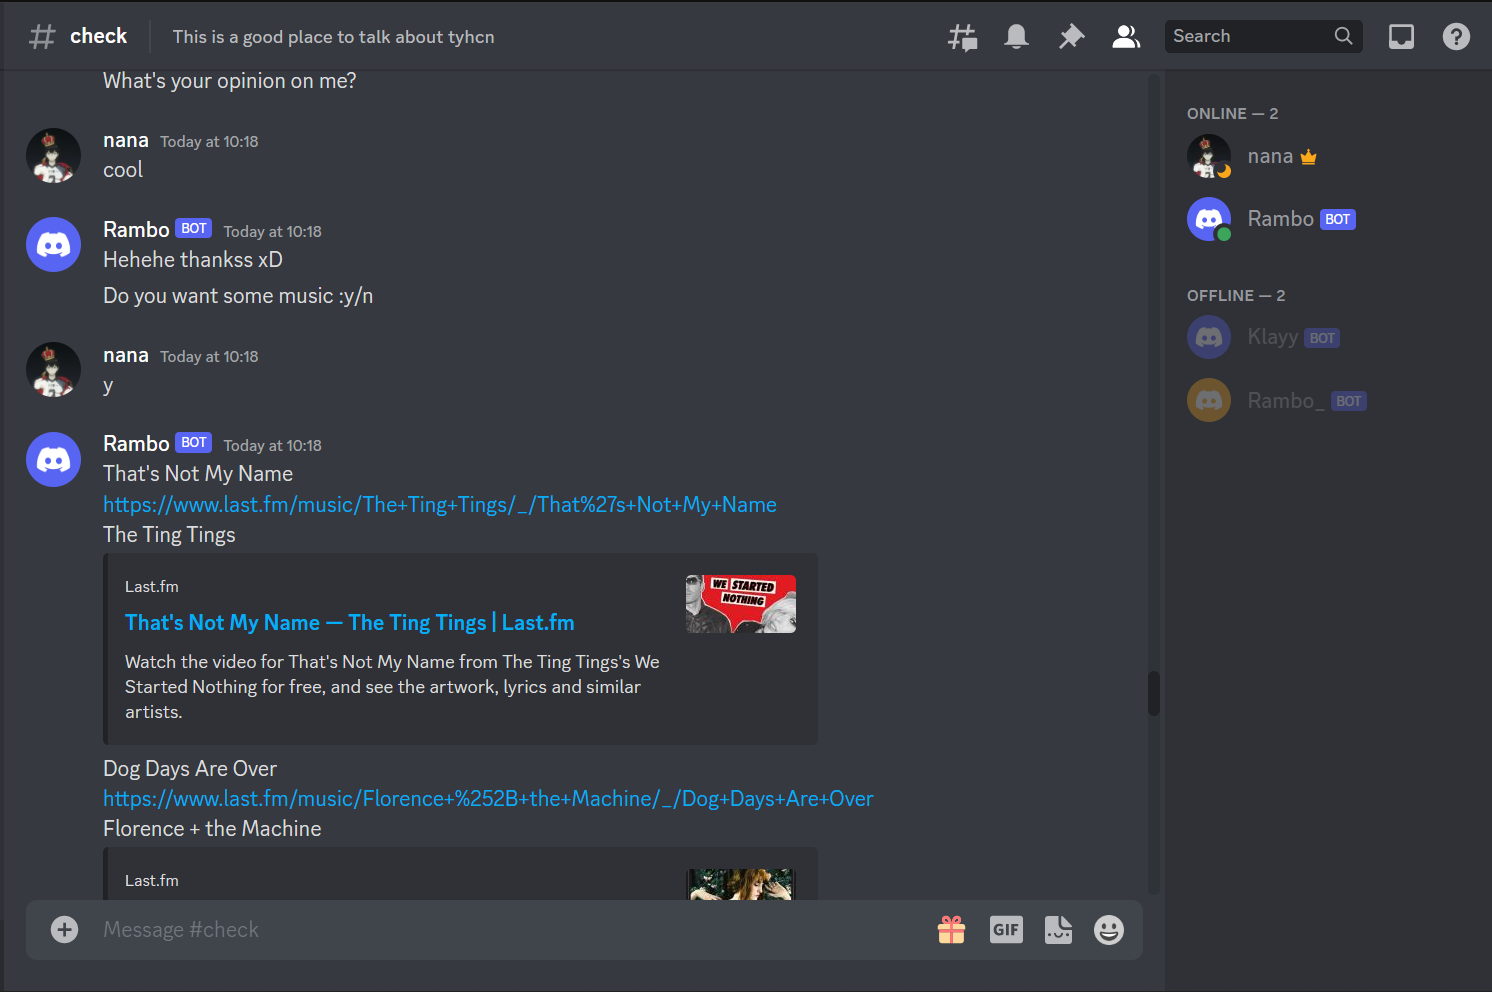 # check
This is a good place to talk about tyhcn
Search
What's your opinion on me?
nana Today at 10:18
cool
Rambo BOT Today at 10:18
Hehehe thankss xD
Do you want some music :y/n
nana Today at 10:18
y
Rambo BOT Today at 10:18
That's Not My Name
https://www.last.fm/music/The+Ting+Tings/_/That%27s+Not+My+Name
The Ting Tings
Last.fm
WE STARTED
NOTHING
That's Not My Name — The Ting Tings | Last.fm
Watch the video for That's Not My Name from The Ting Tings's We
Started Nothing for free, and see the artwork, lyrics and similar
artists.
Dog Days Are Over
https://www.last.fm/music/Florence+%252B+the+Machine/_/Dog+Days+Are+Over
Florence + the Machine
Last.fm
Message #check
GIF
ONLINE — 2
nana
Rambo BOT
OFFLINE — 2
Klayy BOT
Rambo_ BOT